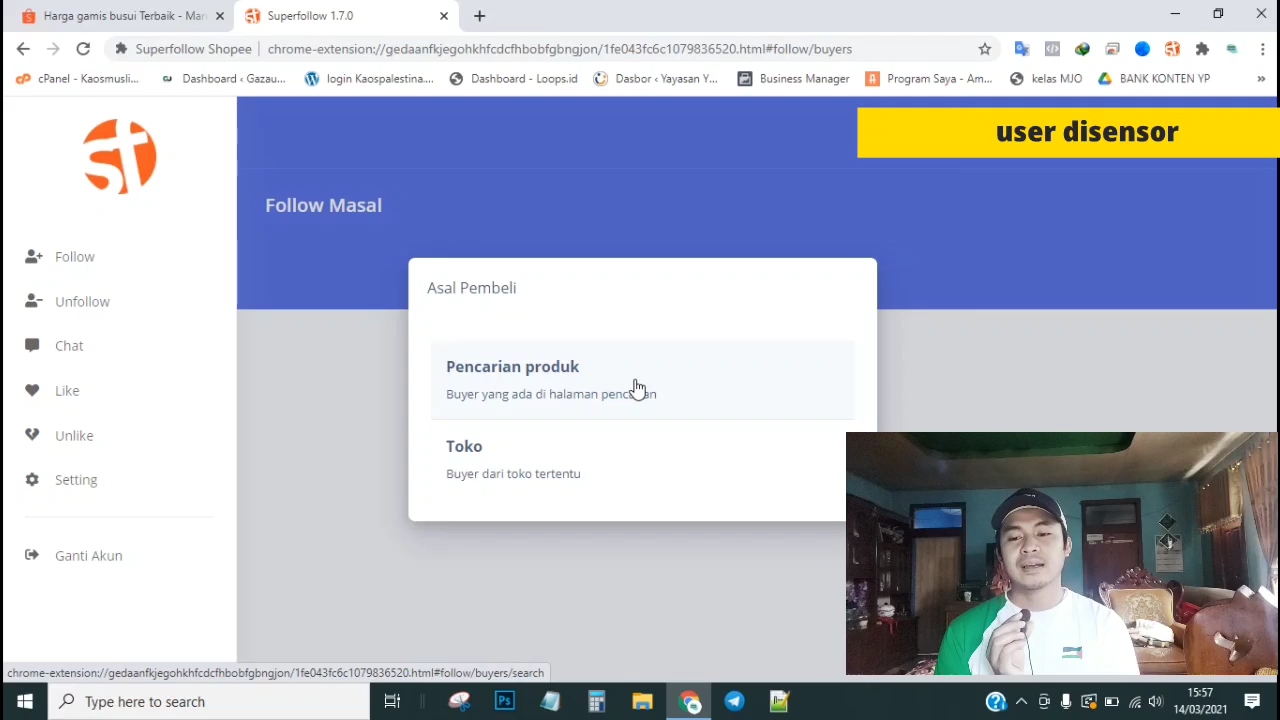 Harga gamis busui Terbaik - Mar
Superfollow 1.7.0
Superfollow Shopee
chrome-extension://gedaanfkjegohkhfcdcfhbobfgbngjon/1fe043fc6c1079836520.html#follow/buyers
cPanel - Kaosmusli...
Dashboard ‹ Gazau...
login Kaospalestina....
Dashboard - Loops.id
Dasbor ‹ Yayasan Y...
Business Manager
Program Saya - Am...
kelas MJO
BANK KONTEN YP
»
user disensor
Follow Masal
Follow
Unfollow
Chat
Like
Unlike
Setting
Ganti Akun
Asal Pembeli
Pencarian produk
Buyer yang ada di halaman pencarian
Toko
Buyer dari toko tertentu
chrome-extension://gedaanfkjegohkhfcdcfhbobfgbngjon/1fe043fc6c1079836520.html#follow/buyers/search
Type here to search
Ps
15:57
14/03/2021